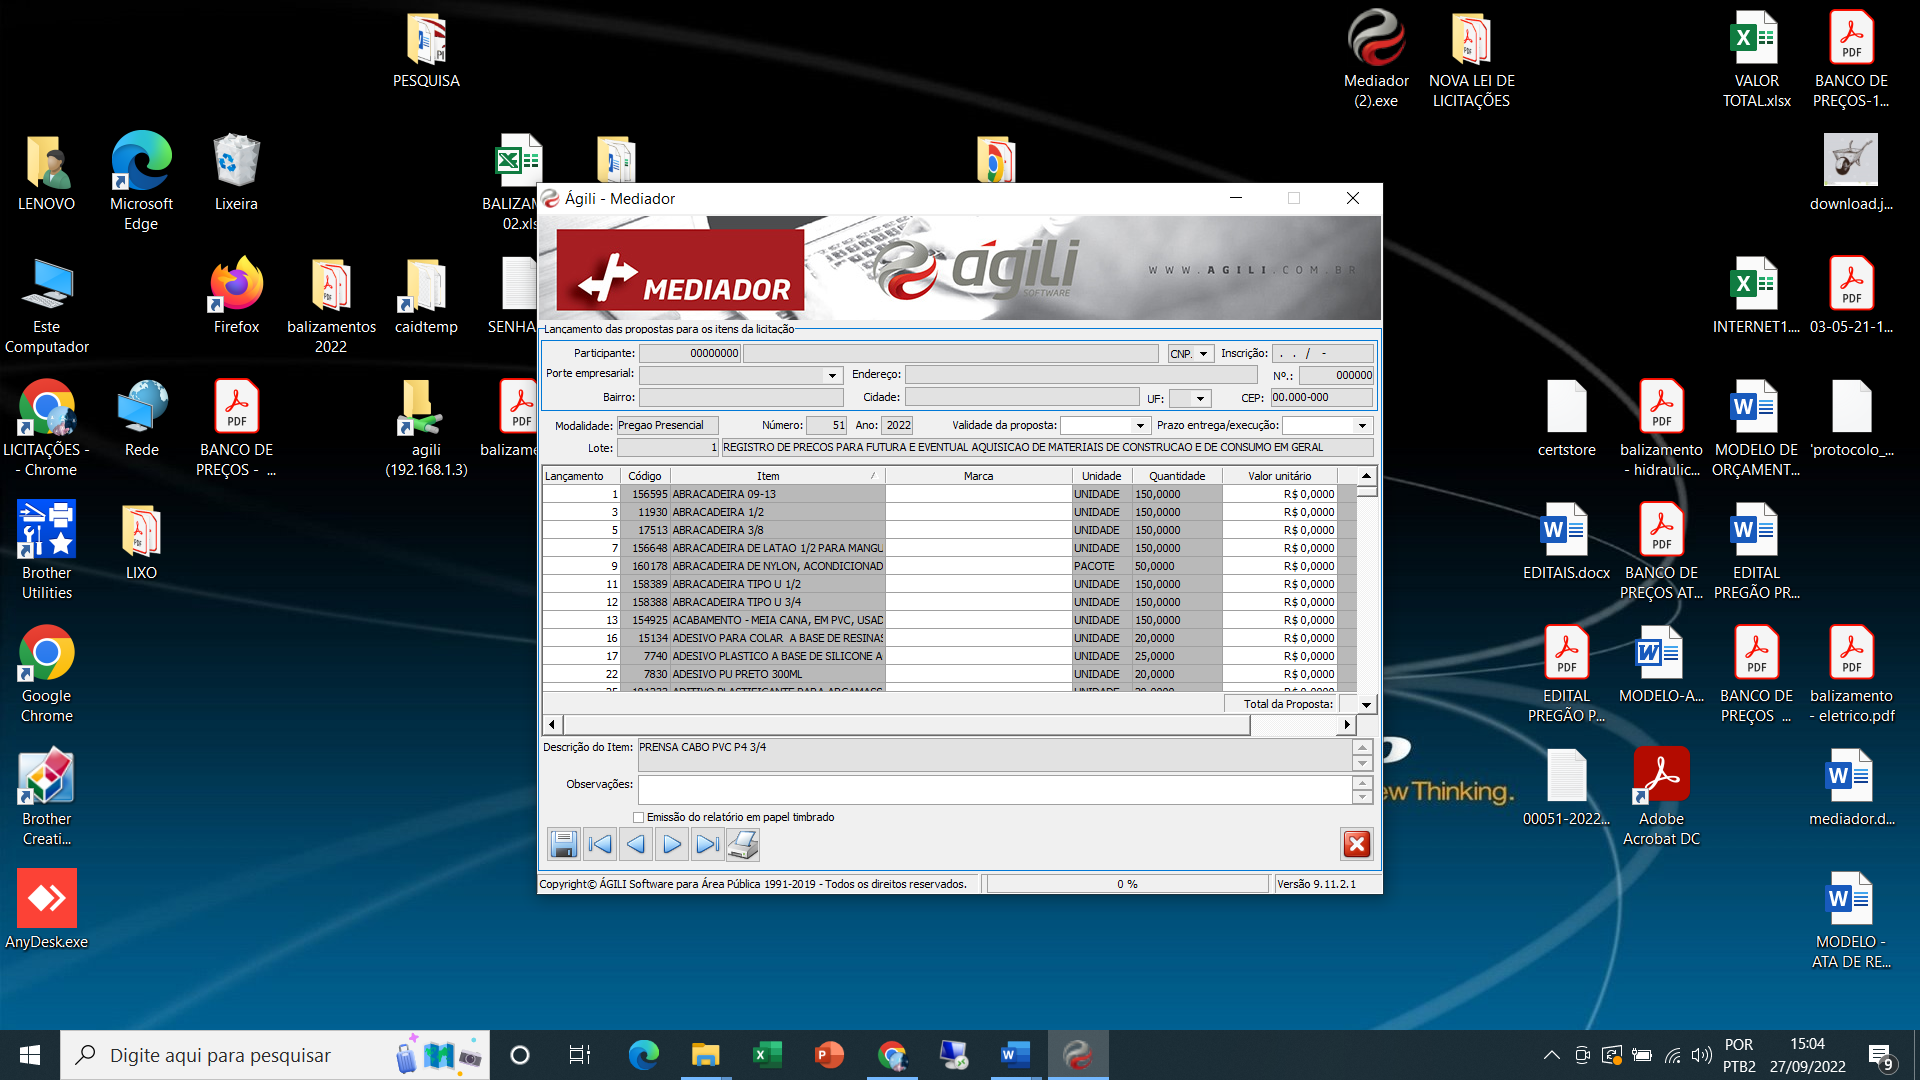 PESQUISA
Mediador
(2).exe
NOVA LEI DE
LICITAÇÕES
VALOR
TOTAL.xlsx
BANCO DE
PREÇOS-1...
LENOVO
Microsoft
Edge
Lixeira
BALIZAM
02.xls
download.j...
Este
Computador
Firefox
balizamentos
2022
caidtemp
SENHA
INTERNET1....
03-05-21-1...
LICITAÇÕES -
- Chrome
Rede
BANCO DE
PREÇOS - ...
agili
(192.168.1.3)
balizame
certstore
balizamento
- hidraulic...
MODELO DE
ORÇAMENT...
'protocolo_...
Brother
Utilities
LIXO
EDITAIS.docx
BANCO DE
PREÇOS AT...
EDITAL
PREGÃO PR...
Google
Chrome
EDITAL
PREGÃO P...
MODELO-A...
BANCO DE
PREÇOS ...
balizamento
- eletrico.pdf
Brother
Creati...
00051-2022...
Adobe
Acrobat DC
mediador.d...
AnyDesk.exe
MODELO -
ATA DE RE...
ew Thinking.
Ágili - Mediador
MEDIADOR
ágili
SOFTWARE
WWW.AGILI.COM.BR
Lançamento das propostas para os itens da licitação
Participante: 00000000 CNP. Inscrição: . . / -
Porte empresarial: Endereço: Nº.: 000000
Bairro: Cidade: UF: CEP: 00.000-000
Modalidade: Pregao Presencial Número: 51 Ano: 2022 Validade da proposta: Prazo entrega/execução:
Lote: 1 REGISTRO DE PRECOS PARA FUTURA E EVENTUAL AQUISICAO DE MATERIAIS DE CONSTRUCAO E DE CONSUMO EM GERAL
Lançamento Código Item Marca Unidade Quantidade Valor unitário
1 156595 ABRACADEIRA 09-13 UNIDADE 150,0000 R$ 0,0000
3 11930 ABRACADEIRA 1/2 UNIDADE 150,0000 R$ 0,0000
5 17513 ABRACADEIRA 3/8 UNIDADE 150,0000 R$ 0,0000
7 156648 ABRACADEIRA DE LATAO 1/2 PARA MANGU UNIDADE 150,0000 R$ 0,0000
9 160178 ABRACADEIRA DE NYLON, ACONDICIONAD PACOTE 50,0000 R$ 0,0000
11 158389 ABRACADEIRA TIPO U 1/2 UNIDADE 150,0000 R$ 0,0000
12 158388 ABRACADEIRA TIPO U 3/4 UNIDADE 150,0000 R$ 0,0000
13 154925 ACABAMENTO - MEIA CANA, EM PVC, USAD UNIDADE 150,0000 R$ 0,0000
16 15134 ADESIVO PARA COLAR A BASE DE RESINAS UNIDADE 20,0000 R$ 0,0000
17 7740 ADESIVO PLASTICO A BASE DE SILICONE A UNIDADE 25,0000 R$ 0,0000
22 7830 ADESIVO PU PRETO 300ML UNIDADE 20,0000 R$ 0,0000
Total da Proposta:
Descrição do Item: PRENSA CABO PVC P4 3/4
Observações:
Emissão do relatório em papel timbrado
Copyright© ÁGILI Software para Área Pública 1991-2019 - Todos os direitos reservados. 0 % Versão 9.11.2.1
Digite aqui para pesquisar
POR
PTB2
15:04
27/09/2022
9